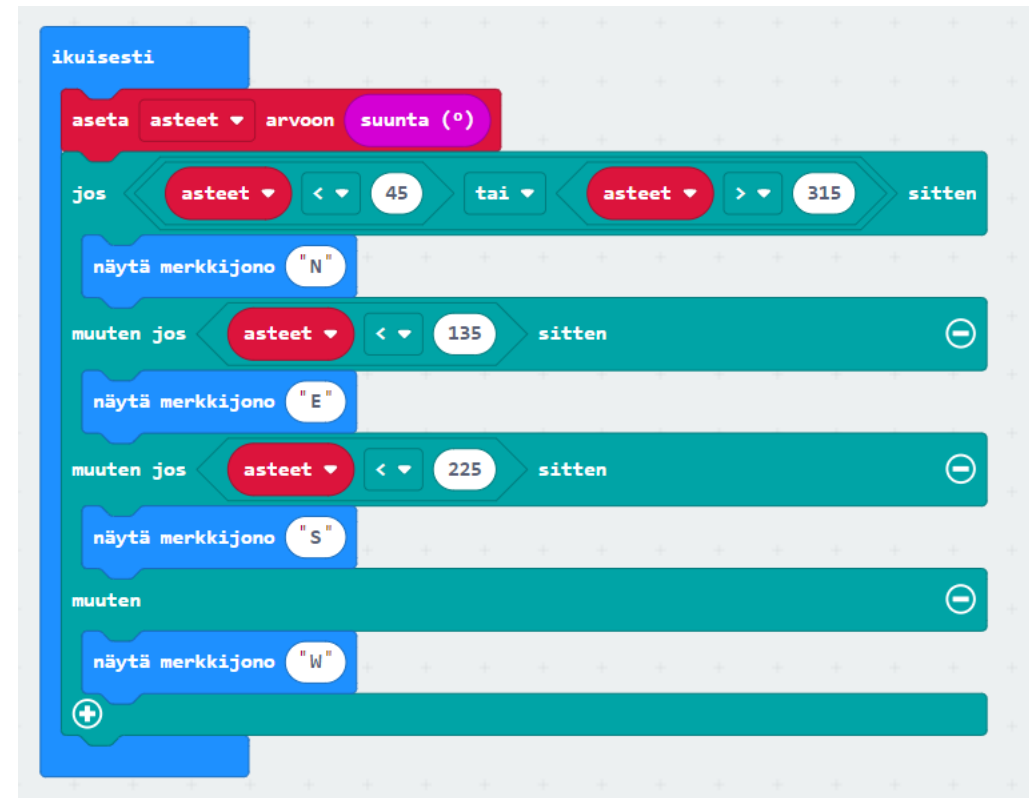 ikuisesti
aseta asteet arvoon suunta (º)
jos asteet < 45 tai asteet > 315 sitten
näytä merkkijono "N"
muuten jos asteet < 135 sitten
näytä merkkijono "E"
muuten jos asteet < 225 sitten
näytä merkkijono "S"
muuten
näytä merkkijono "W"